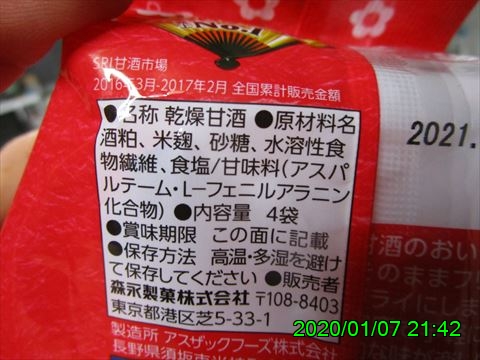 No.1
SRI甘酒市場
2016年3月-2017年2月 全国累計販売金額
●名称 乾燥甘酒 ●原材料名
酒粕、米麹、砂糖、水溶性食
物繊維、食塩/甘味料(アスパ
ルテーム・L-フェニルアラニン
化合物) ●内容量 4袋
●賞味期限 この面に記載
●保存方法 高温・多湿を避け
て保存してください ●販売者
森永製菓株式会社 〒108-8403
東京都港区芝5-33-1
製造所 アスザックフーズ株式会社
長野県須坂市
2021.
甘酒のおい
のままフ
ライにしま
2020/01/07 21:42